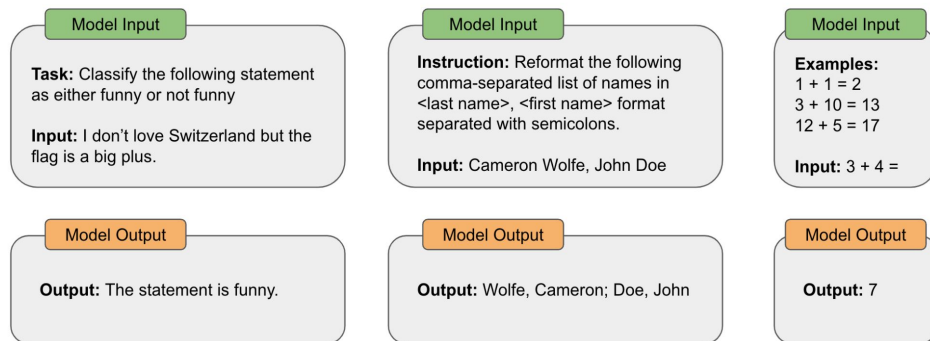 Model Input
Task: Classify the following statement
as either funny or not funny
Input: I don’t love Switzerland but the
flag is a big plus.
Model Output
Output: The statement is funny.
Model Input
Instruction: Reformat the following
comma-separated list of names in
<last name>, <first name> format
separated with semicolons.
Input: Cameron Wolfe, John Doe
Model Output
Output: Wolfe, Cameron; Doe, John
Model Input
Examples:
1 + 1 = 2
3 + 10 = 13
12 + 5 = 17
Input: 3 + 4 =
Model Output
Output: 7